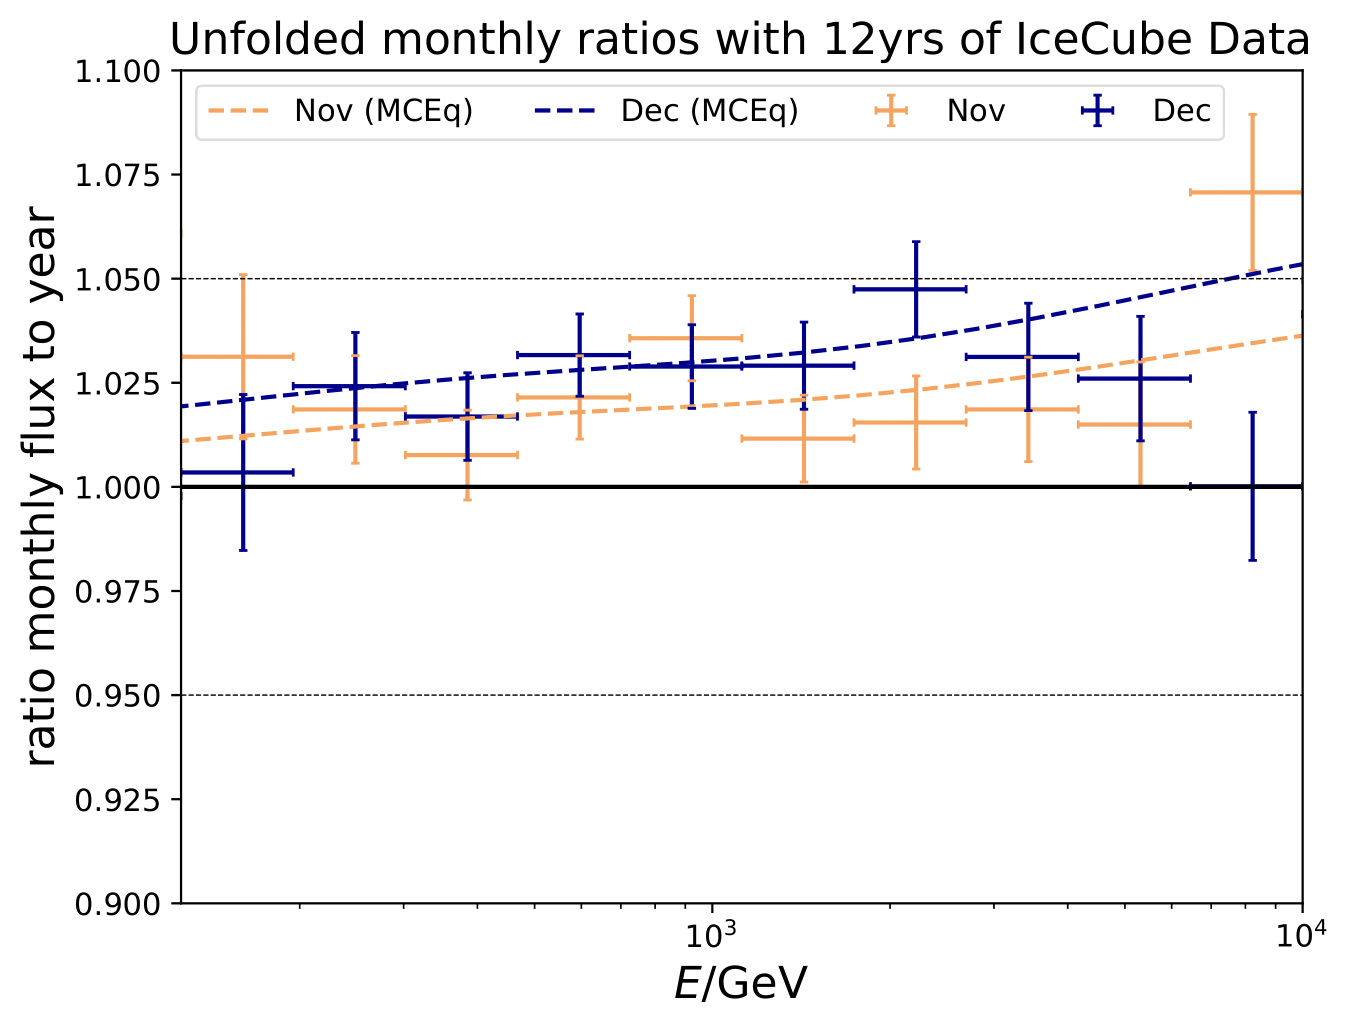 Unfolded monthly ratios with 12yrs of IceCube Data
Nov (MCEq) Dec (MCEq) Nov Dec
1.100
1.075
1.050
1.025
1.000
0.975
0.950
0.925
0.900
ratio monthly flux to year
10³ 10⁴
E/GeV